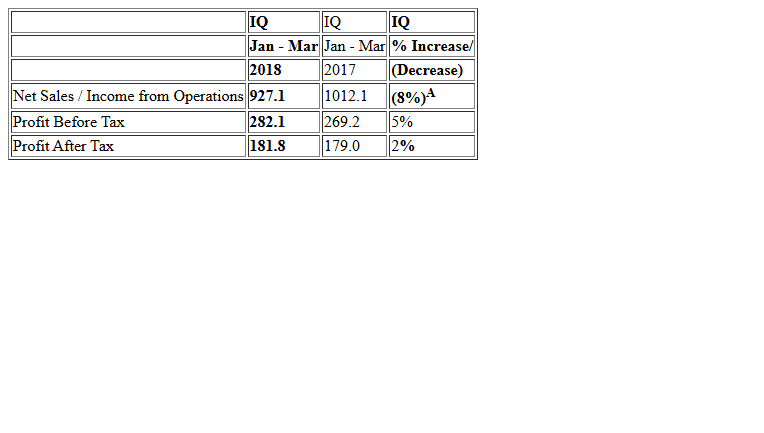 IQ IQ IQ
Jan - Mar Jan - Mar % Increase/
2018 2017 (Decrease)
Net Sales / Income from Operations 927.1 1012.1 (8%)A
Profit Before Tax 282.1 269.2 5%
Profit After Tax 181.8 179.0 2%